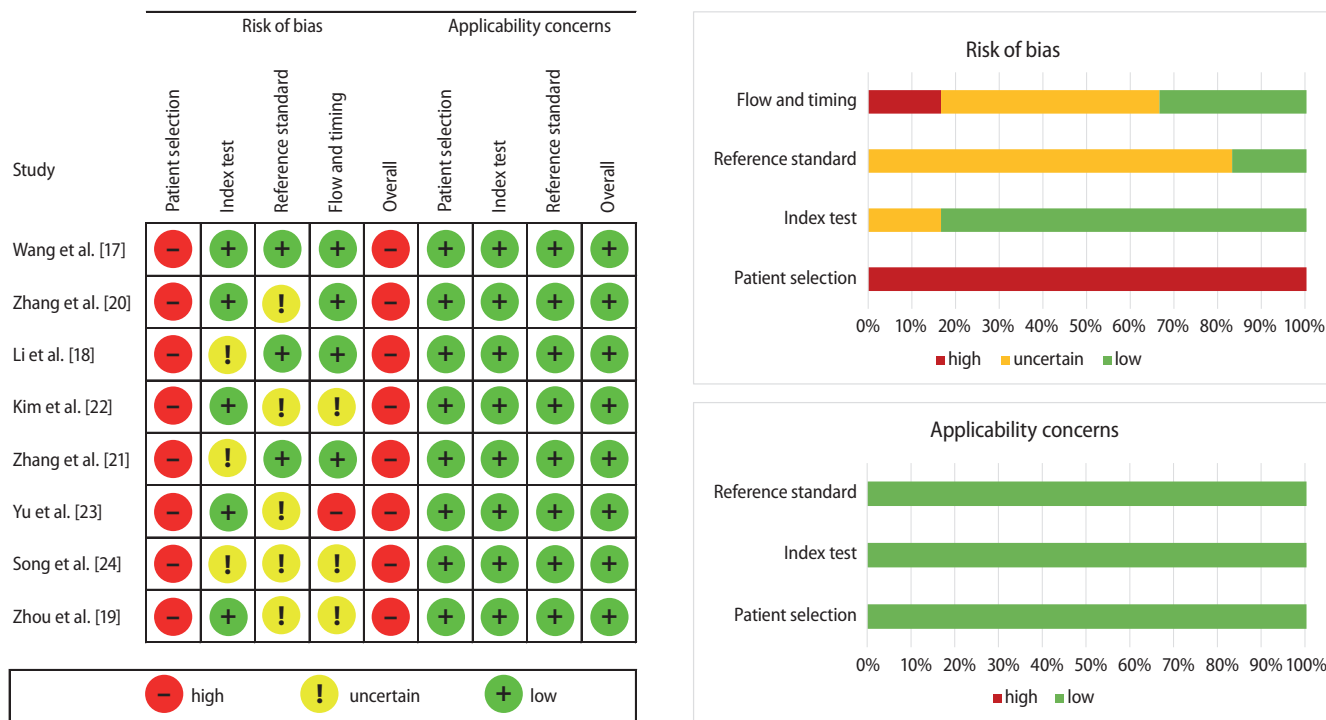 Risk of bias Applicability concerns
Study Patient selection Index test Reference standard Flow and timing Overall Patient selection Index test Reference standard Overall
Wang et al. [17] – + + + – + + + +
Zhang et al. [20] – + ! + – + + + +
Li et al. [18] – ! + + – + + + +
Kim et al. [22] – + ! ! – + + + +
Zhang et al. [21] – ! + + – + + + +
Yu et al. [23] – + ! – – + + + +
Song et al. [24] – ! ! ! – + + + +
Zhou et al. [19] – + ! ! – + + + +
– high ! uncertain + low
Risk of bias
Flow and timing
Reference standard
Index test
Patient selection
0% 10% 20% 30% 40% 50% 60% 70% 80% 90% 100%
high uncertain low
Applicability concerns
Reference standard
Index test
Patient selection
0% 10% 20% 30% 40% 50% 60% 70% 80% 90% 100%
high low